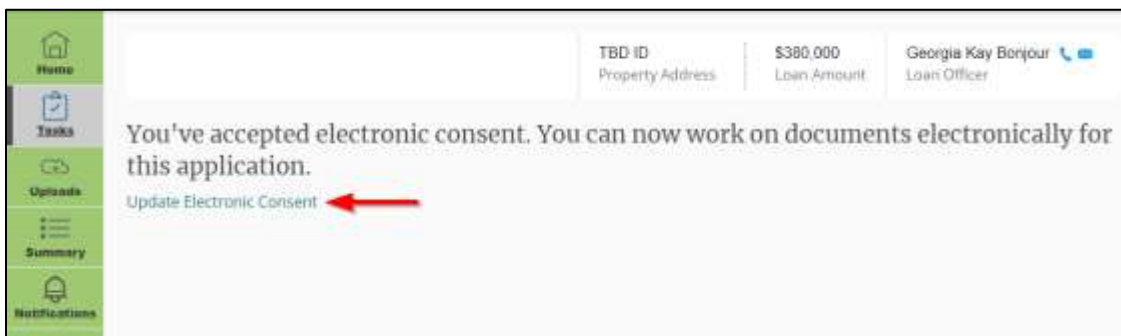 Home
Tasks
Uploads
Summary
Notifications
TBD ID
Property Address
$380,000
Loan Amount
Georgia Kay Bonjour
Loan Officer
You've accepted electronic consent. You can now work on documents electronically for
this application.
Update Electronic Consent